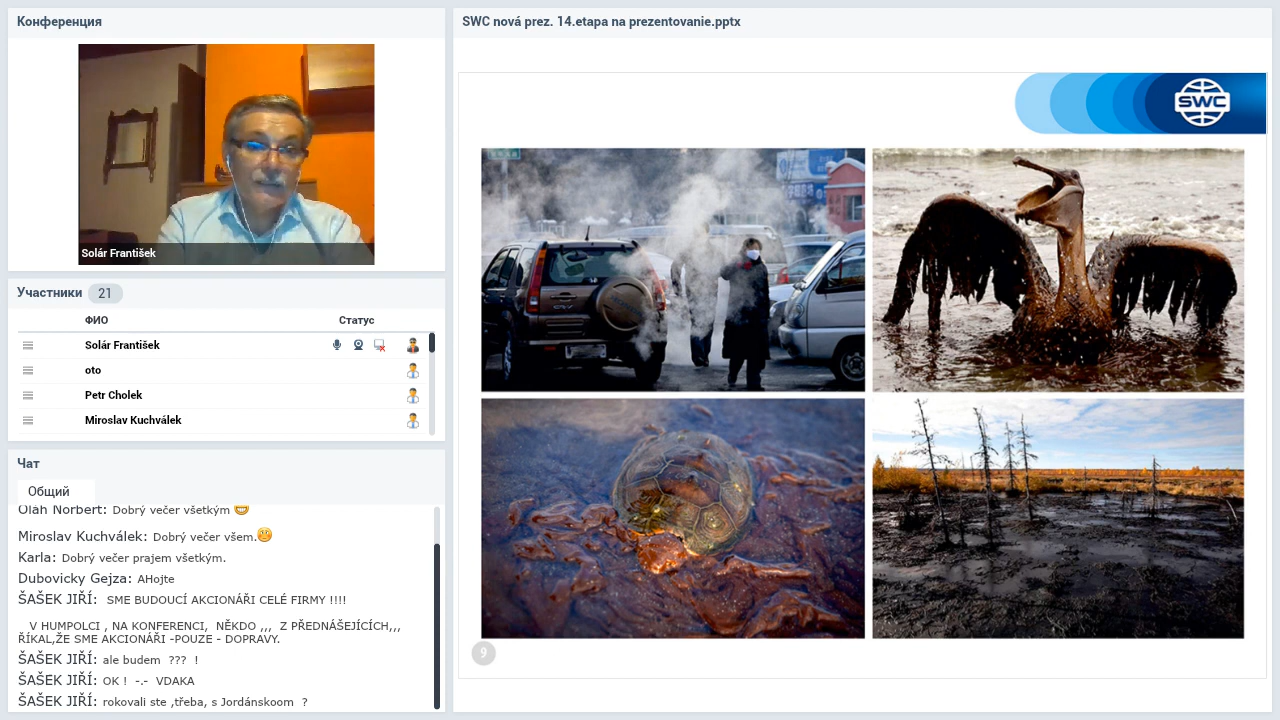 Конференция
Solár František
Участники 21
ФИО Статус
Solár František
oto
Petr Cholek
Miroslav Kuchválek
Чат
Общий
Olah Norbert: Dobrý večer všetkým
Miroslav Kuchválek: Dobrý večer všem.
Karla: Dobrý večer prajem všetkým.
Dubovicky Gejza: AHojte
ŠAŠEK JIŘÍ: SME BUDOUCÍ AKCIONÁŘI CELÉ FIRMY !!!!
V HUMPOLCI , NA KONFERENCI, NĚKDO ,,, Z PŘEDNÁŠEJÍCÍCH,,,
ŘÍKAL,ŽE SME AKCIONÁŘI -POUZE - DOPRAVY.
ŠAŠEK JIŘÍ: ale budem ??? !
ŠAŠEK JIŘÍ: OK ! -.- VDAKA
ŠAŠEK JIŘÍ: rokovali ste ,třeba, s Jordánskoom ?
SWC nová prez. 14.etapa na prezentovanie.pptx
SWC
9